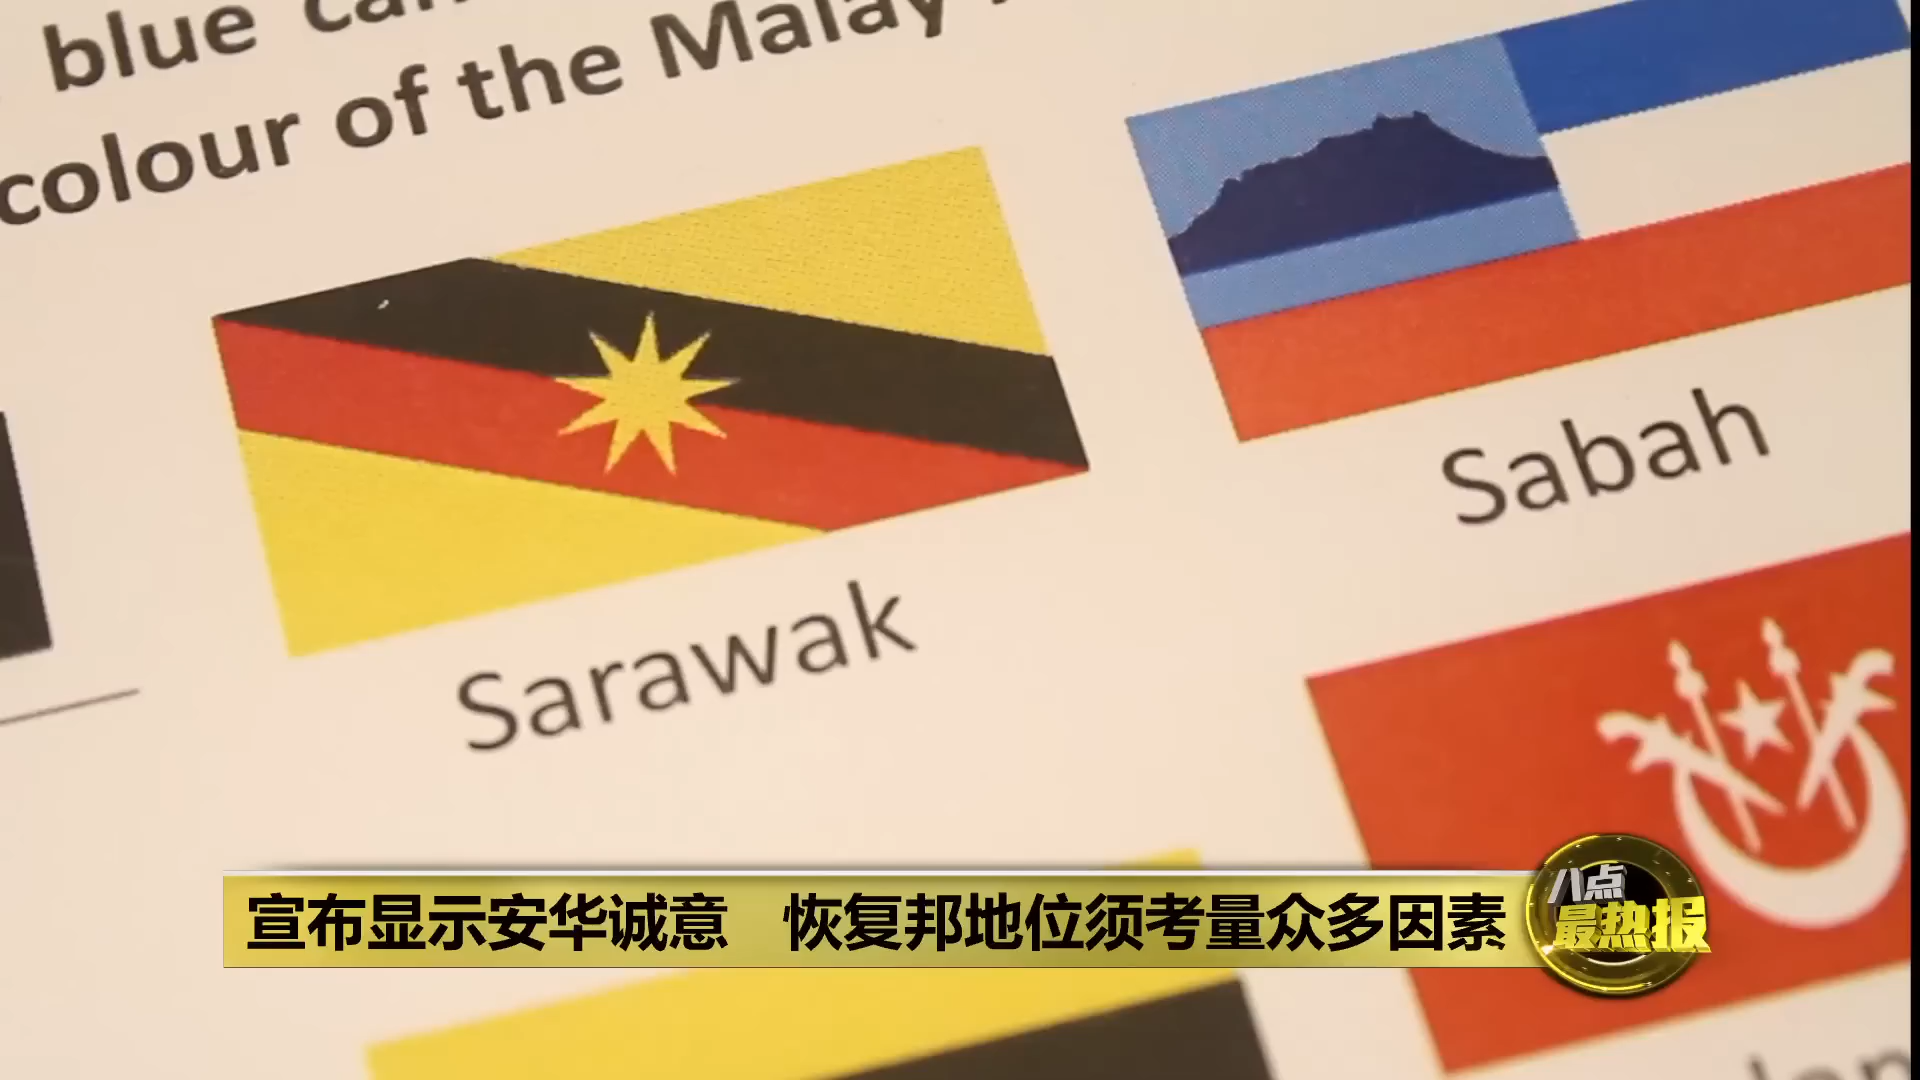 blue
colour of the Malay
Sarawak
Sabah
宣布显示安华诚意 恢复邦地位须考量众多因素
八点
最热报